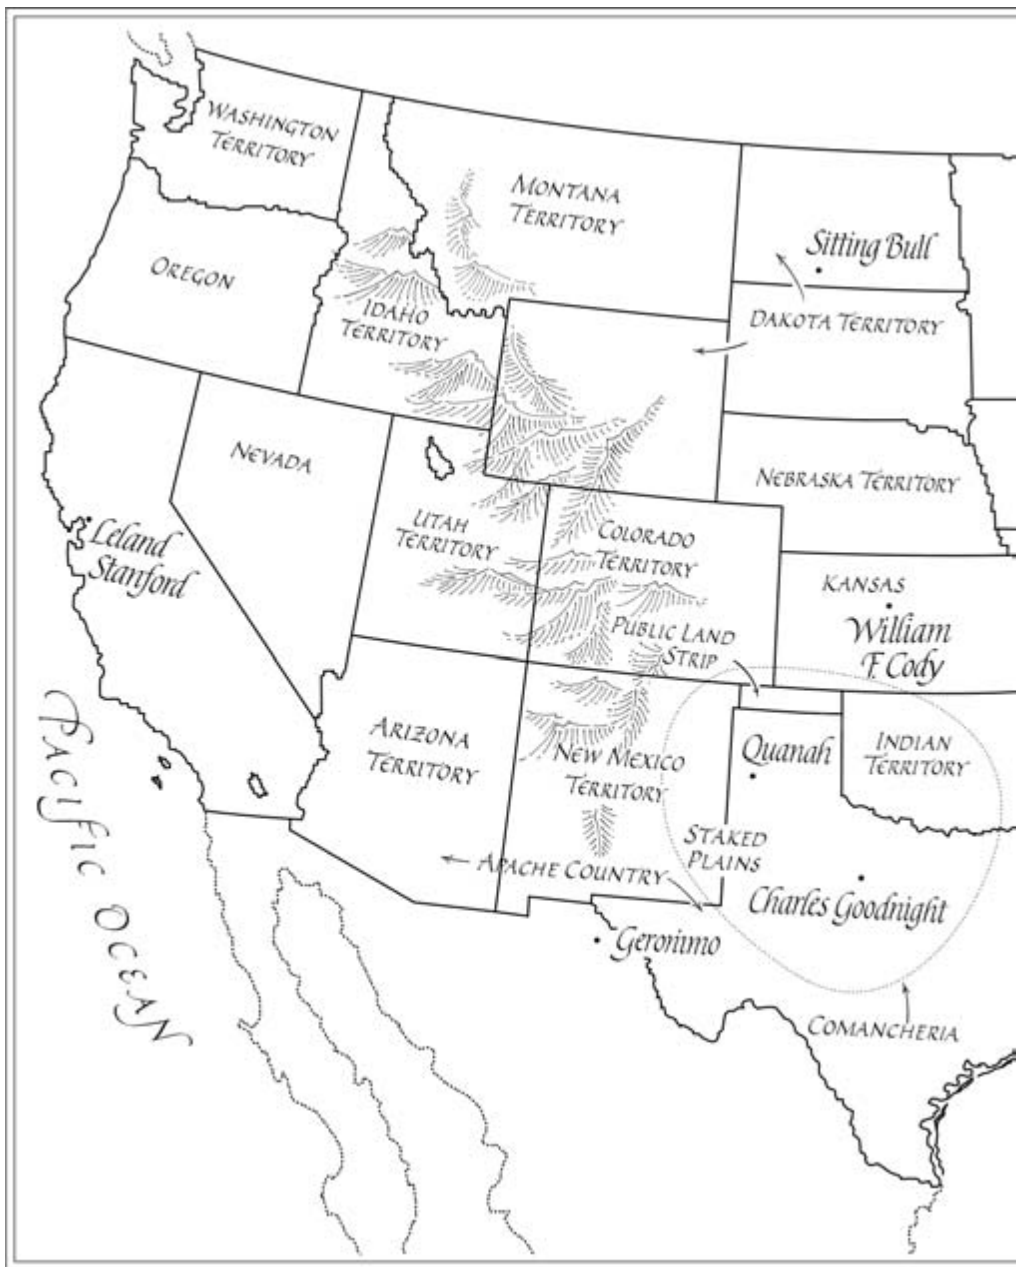 WASHINGTON
TERRITORY
MONTANA
TERRITORY
Sitting Bull
OREGON
IDAHO
TERRITORY
DAKOTA TERRITORY
NEVADA
NEBRASKA TERRITORY
Leland
Stanford
UTAH
TERRITORY
COLORADO
TERRITORY
KANSAS
William
F. Cody
PUBLIC LAND
STRIP
PACIFIC OCEAN
ARIZONA
TERRITORY
NEW MEXICO
TERRITORY
Quanah
INDIAN
TERRITORY
STAKED
PLAINS
APACHE COUNTRY
Charles Goodnight
Geronimo
COMANCHERIA